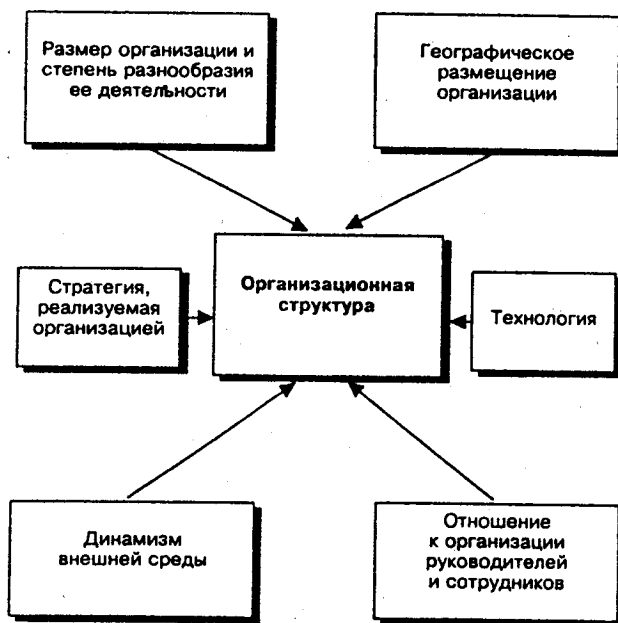 Размер организации и
степень разнообразия
ее деятельности
Географическое
размещение
организации
Стратегия,
реализуемая
организацией
Организационная
структура
Технология
Динамизм
внешней среды
Отношение
к организации
руководителей
и сотрудников